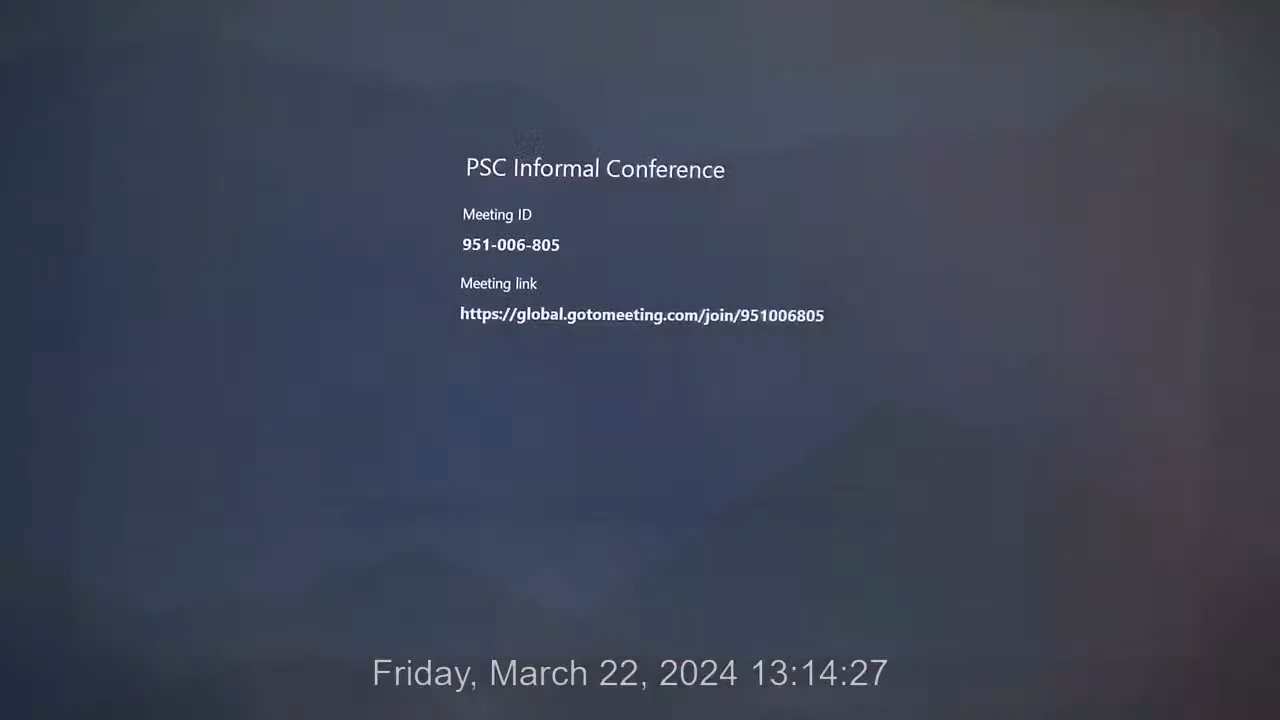 PSC Informal Conference
Meeting ID
951-006-805
Meeting link
https://global.gotomeeting.com/join/951006805
Friday, March 22, 2024 13:14:27